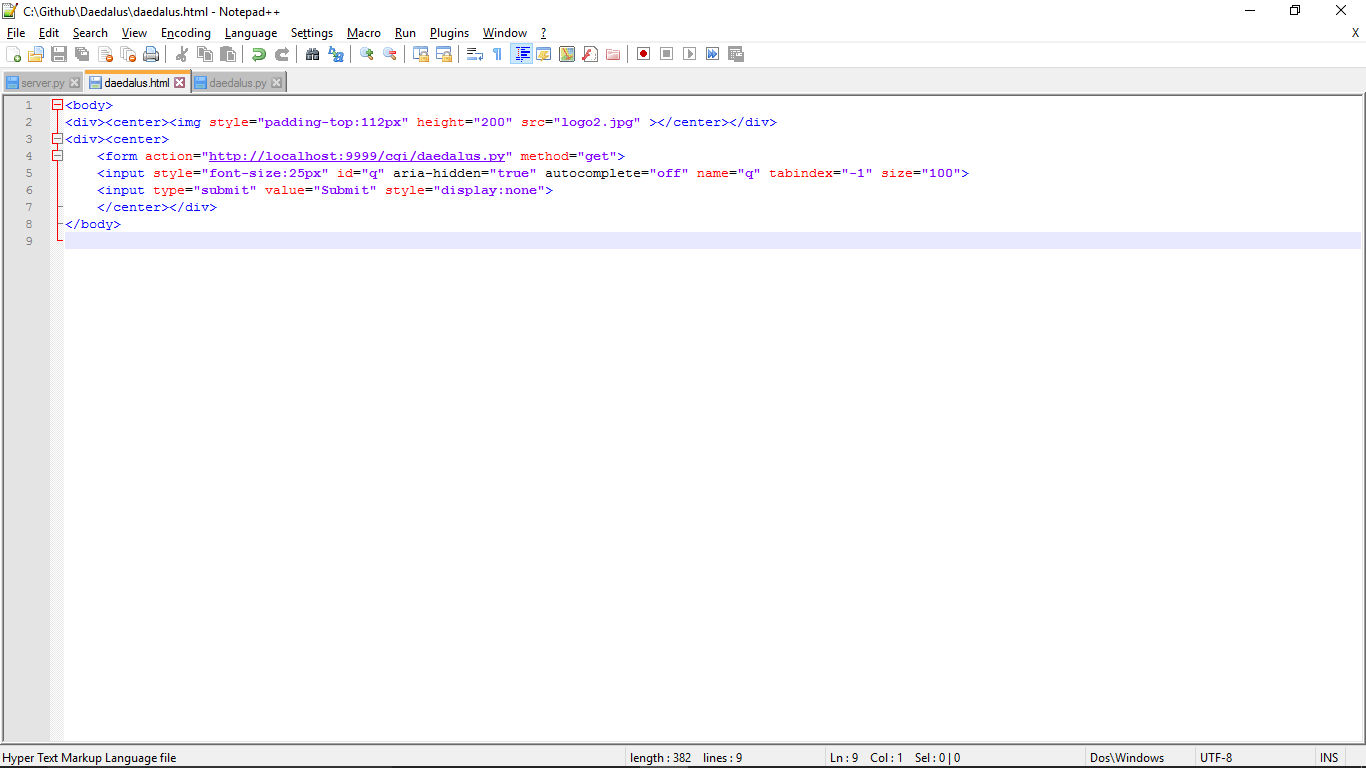 C:\Github\Daedalus\daedalus.html - Notepad++
File Edit Search View Encoding Language Settings Macro Run Plugins Window ? X
server.py daedalus.html daedalus.py
1 <body>
2 <div><center><img style="padding-top:112px" height="200" src="logo2.jpg" ></center></div>
3 <div><center>
4 <form action="http://localhost:9999/cgi/daedalus.py" method="get">
5 <input style="font-size:25px" id="q" aria-hidden="true" autocomplete="off" name="q" tabindex="-1" size="100">
6 <input type="submit" value="Submit" style="display:none">
7 </center></div>
8 </body>
9
Hyper Text Markup Language file length : 382 lines : 9 Ln : 9 Col : 1 Sel : 0 | 0 Dos\Windows UTF-8 INS